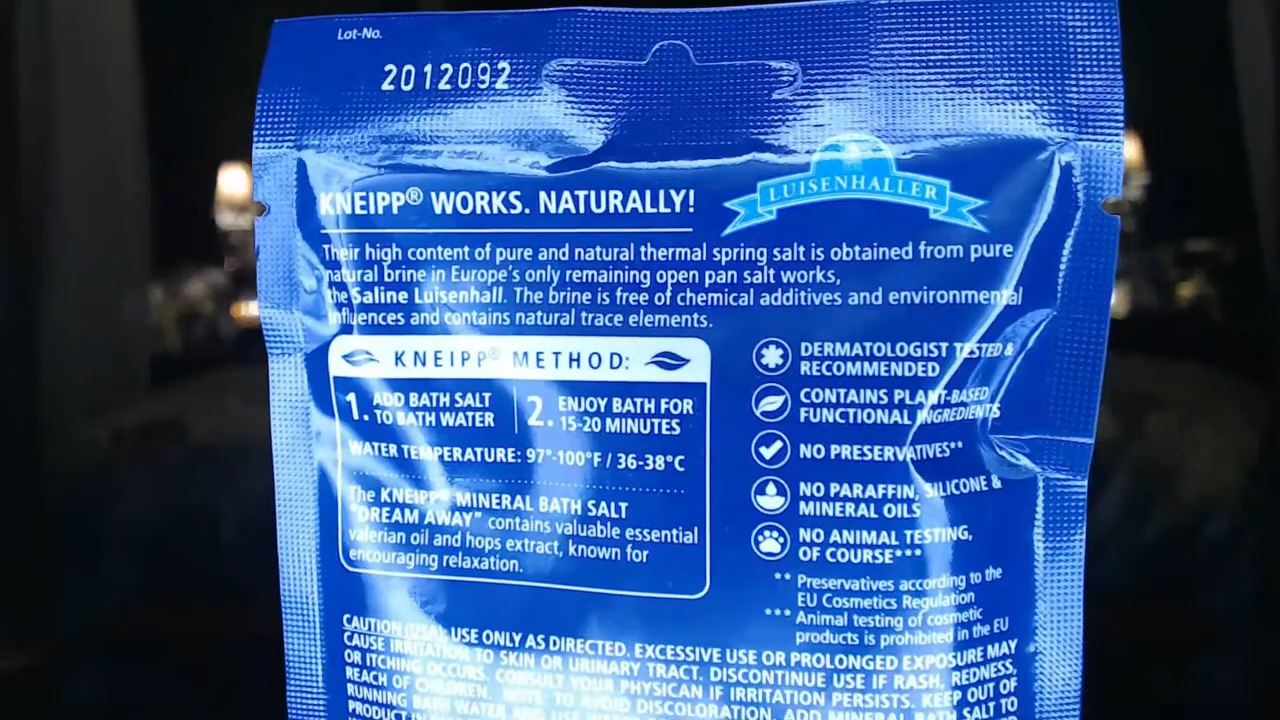 Lot-No.
2012092
LUISENHALLER
KNEIPP® WORKS. NATURALLY!
Their high content of pure and natural thermal spring salt is obtained from pure
natural brine in Europe's only remaining open pan salt works,
the Saline Luisenhall. The brine is free of chemical additives and environmental
influences and contains natural trace elements.
KNEIPP® METHOD:
1. ADD BATH SALT
TO BATH WATER
2. ENJOY BATH FOR
15-20 MINUTES
WATER TEMPERATURE: 97°-100°F / 36-38°C
The KNEIPP® MINERAL BATH SALT
"DREAM AWAY" contains valuable essential
valerian oil and hops extract, known for
encouraging relaxation.
DERMATOLOGIST TESTED &
RECOMMENDED
CONTAINS PLANT-BASED
FUNCTIONAL INGREDIENTS
NO PRESERVATIVES**
NO PARAFFIN, SILICONE &
MINERAL OILS
NO ANIMAL TESTING,
OF COURSE***
** Preservatives according to the
EU Cosmetics Regulation
*** Animal testing of cosmetic
products is prohibited in the EU
CAUTION (USA): USE ONLY AS DIRECTED. EXCESSIVE USE OR PROLONGED EXPOSURE MAY
CAUSE IRRITATION TO SKIN OR URINARY TRACT. DISCONTINUE USE IF RASH, REDNESS,
OR ITCHING OCCURS. CONSULT YOUR PHYSICAN IF IRRITATION PERSISTS. KEEP OUT OF
REACH OF CHILDREN. NOTE: TO AVOID DISCOLORATION, ADD MINERAL BATH SALT TO
RUNNING BATH WATER AND
PRODUCT IN